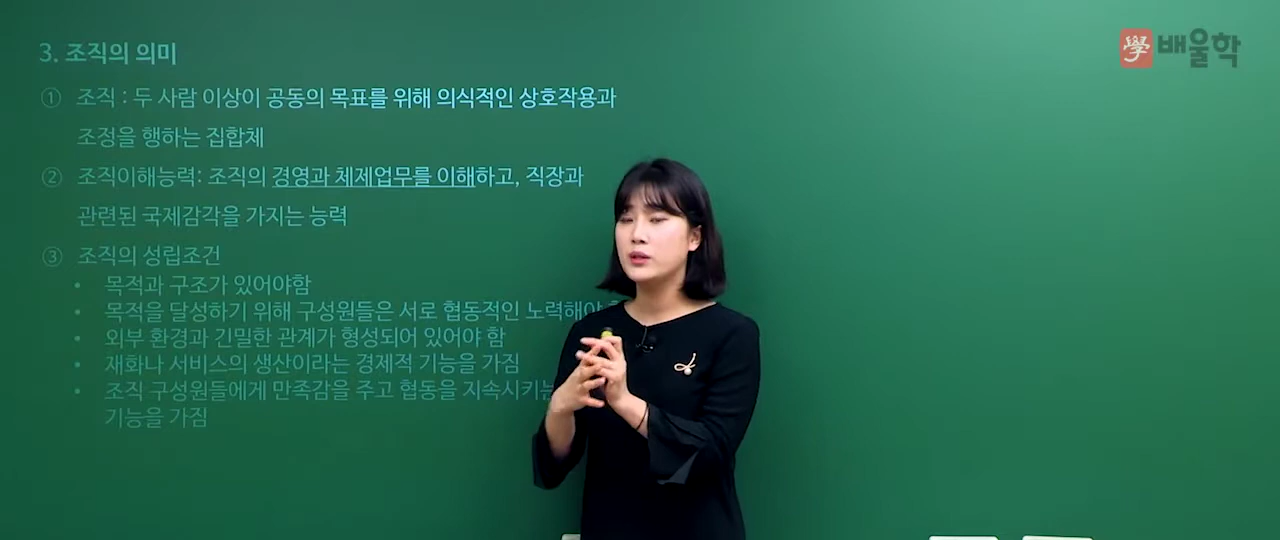 3. 조직의 의미
學 배울학
① 조직 : 두 사람 이상이 공동의 목표를 위해 의식적인 상호작용과
조정을 행하는 집합체
② 조직이해능력: 조직의 경영과 체제업무를 이해하고, 직장과
관련된 국제감각을 가지는 능력
③ 조직의 성립조건
• 목적과 구조가 있어야함
• 목적을 달성하기 위해 구성원들은 서로 협동적인 노력해야
• 외부 환경과 긴밀한 관계가 형성되어 있어야 함
• 재화나 서비스의 생산이라는 경제적 기능을 가짐
• 조직 구성원들에게 만족감을 주고 협동을 지속시키는
기능을 가짐